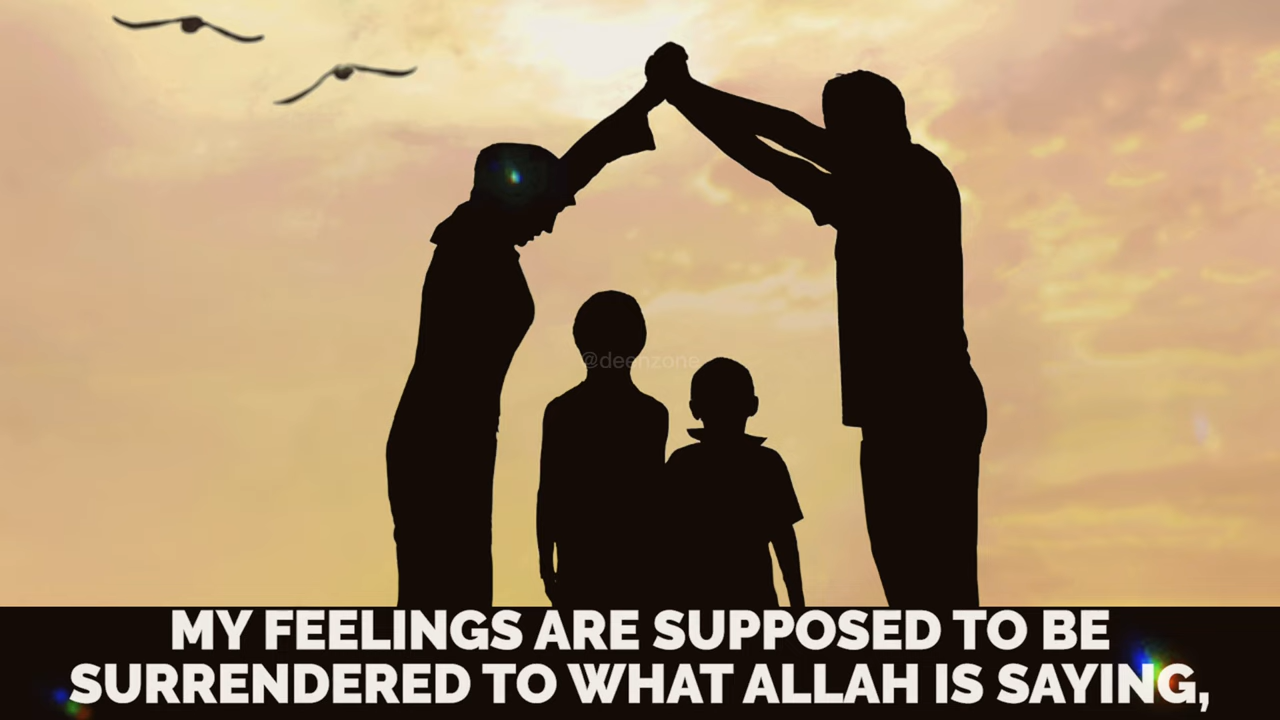 @deenzone
MY FEELINGS ARE SUPPOSED TO BE
SURRENDERED TO WHAT ALLAH IS SAYING,